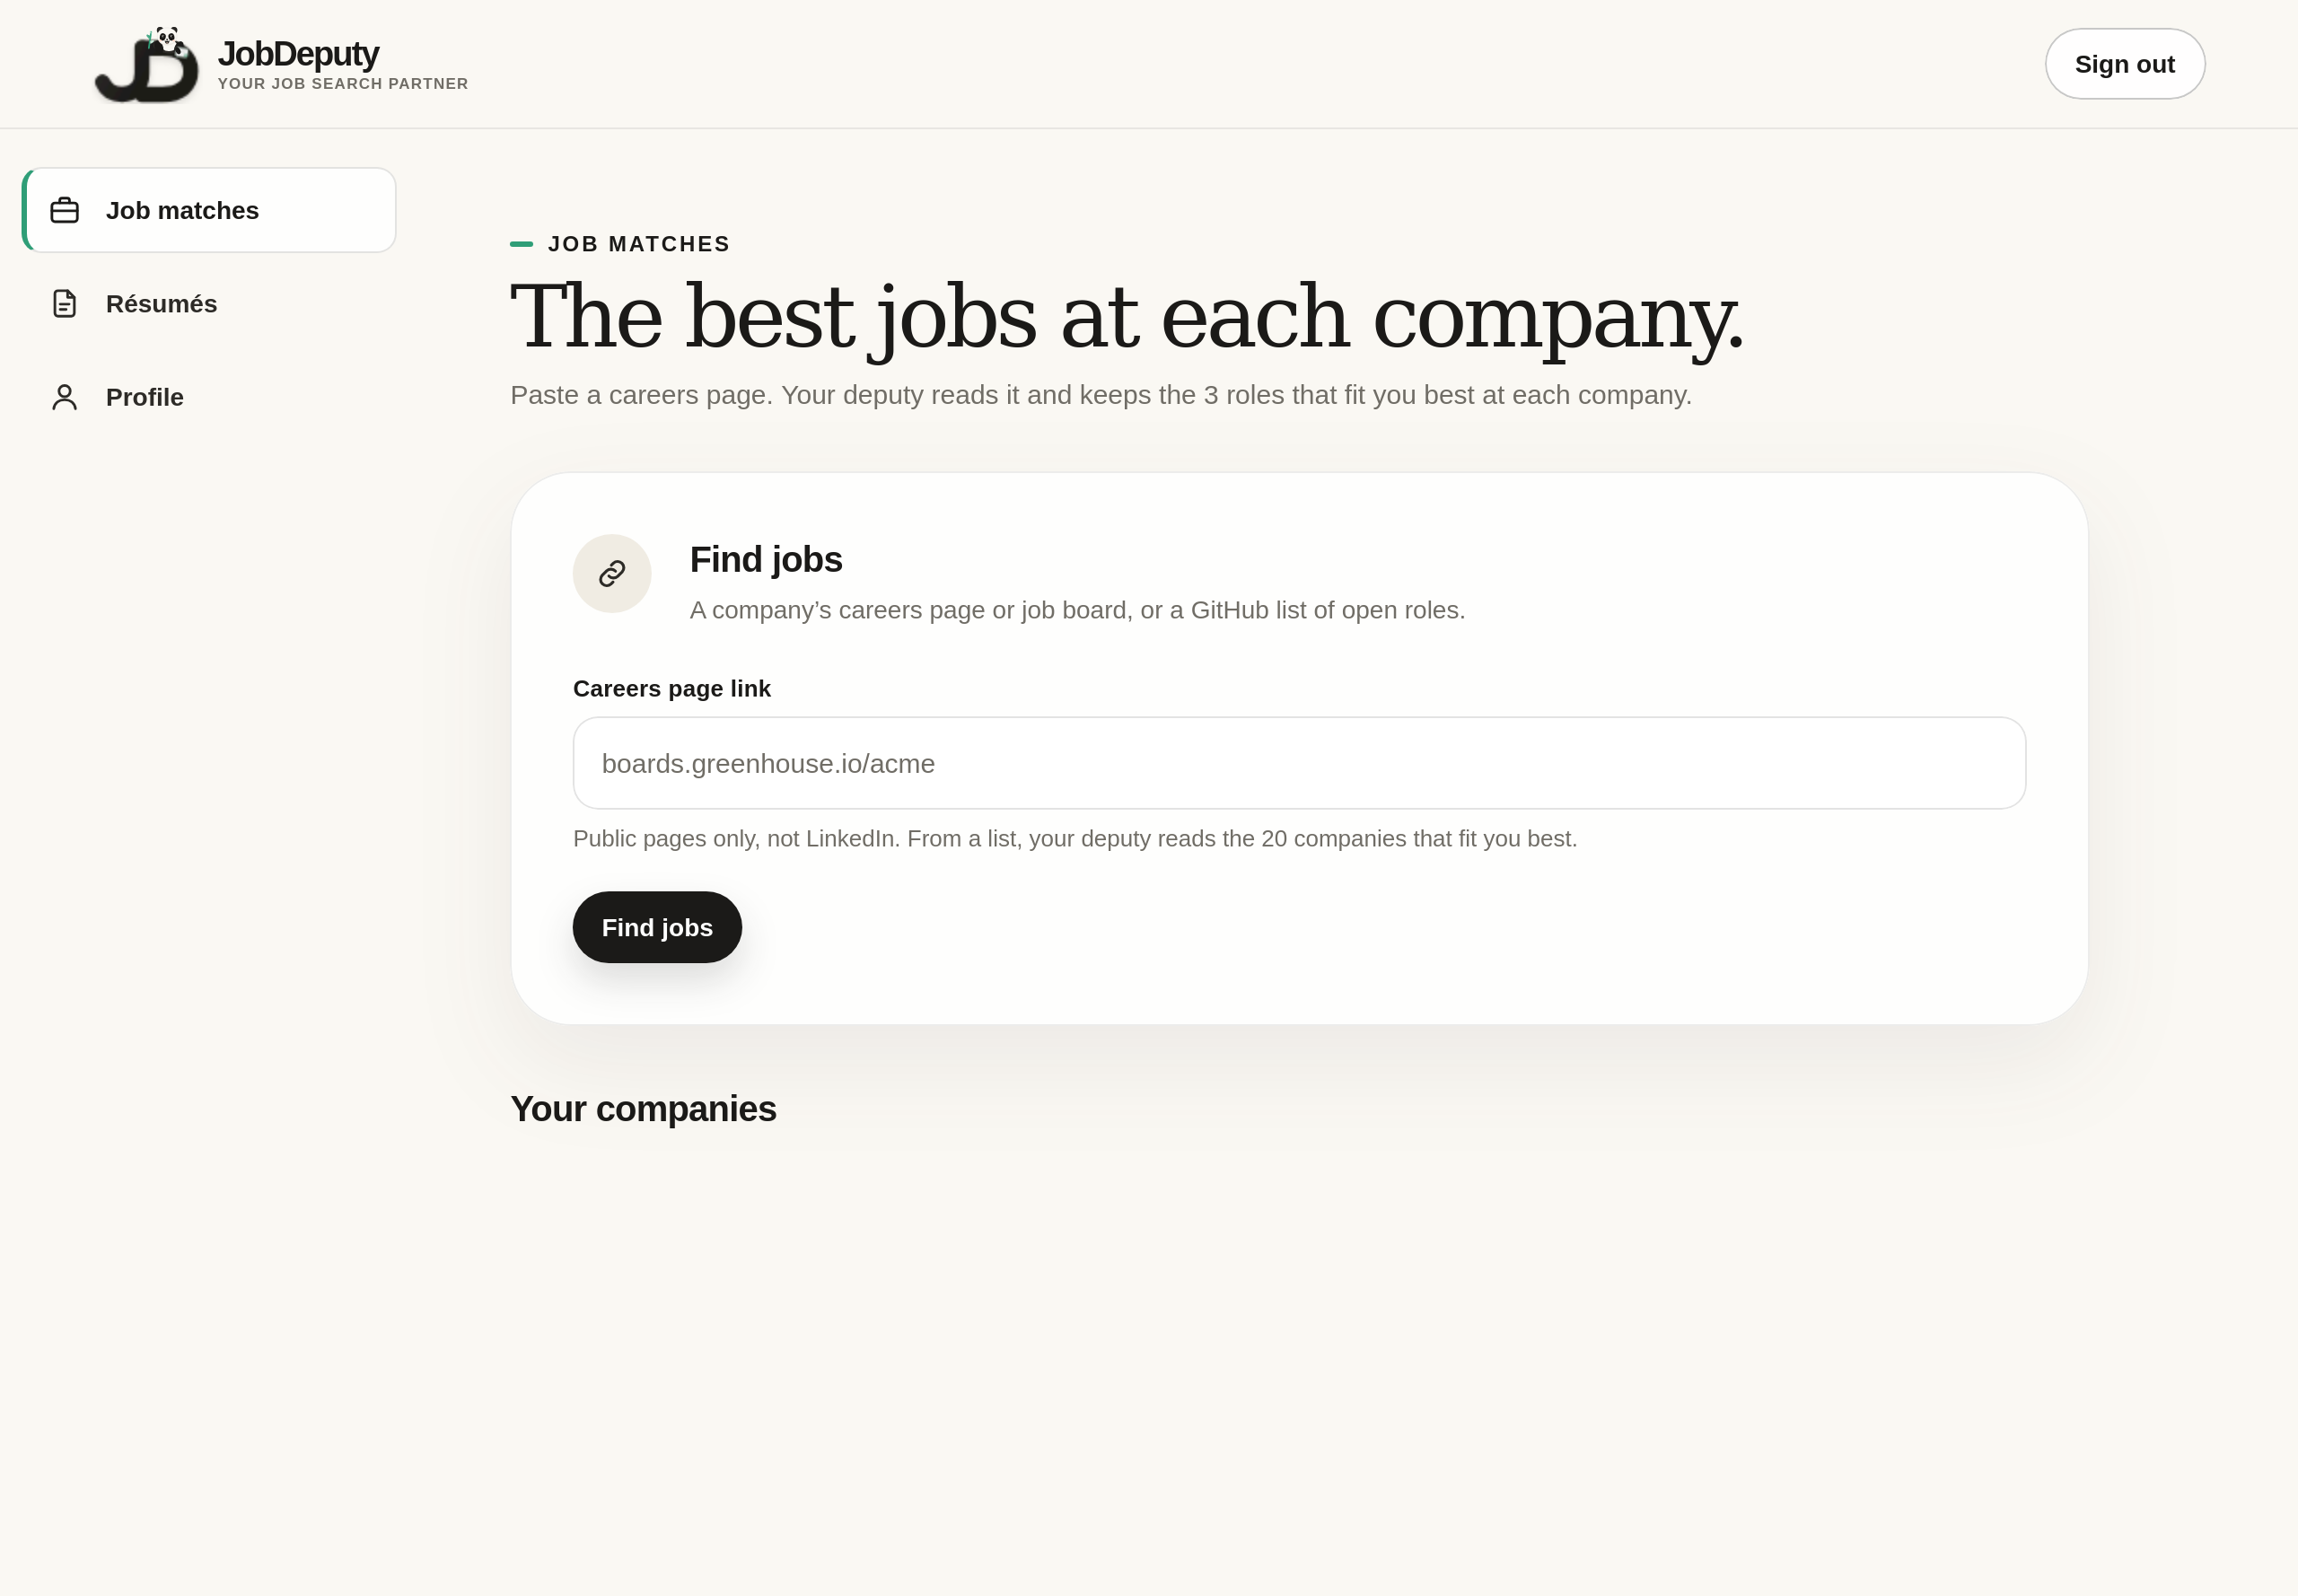 JobDeputy
YOUR JOB SEARCH PARTNER
Sign out
Job matches
Résumés
Profile
JOB MATCHES
The best jobs at each company.
Paste a careers page. Your deputy reads it and keeps the 3 roles that fit you best at each company.
Find jobs
A company’s careers page or job board, or a GitHub list of open roles.
Careers page link
boards.greenhouse.io/acme
Public pages only, not LinkedIn. From a list, your deputy reads the 20 companies that fit you best.
Find jobs
Your companies